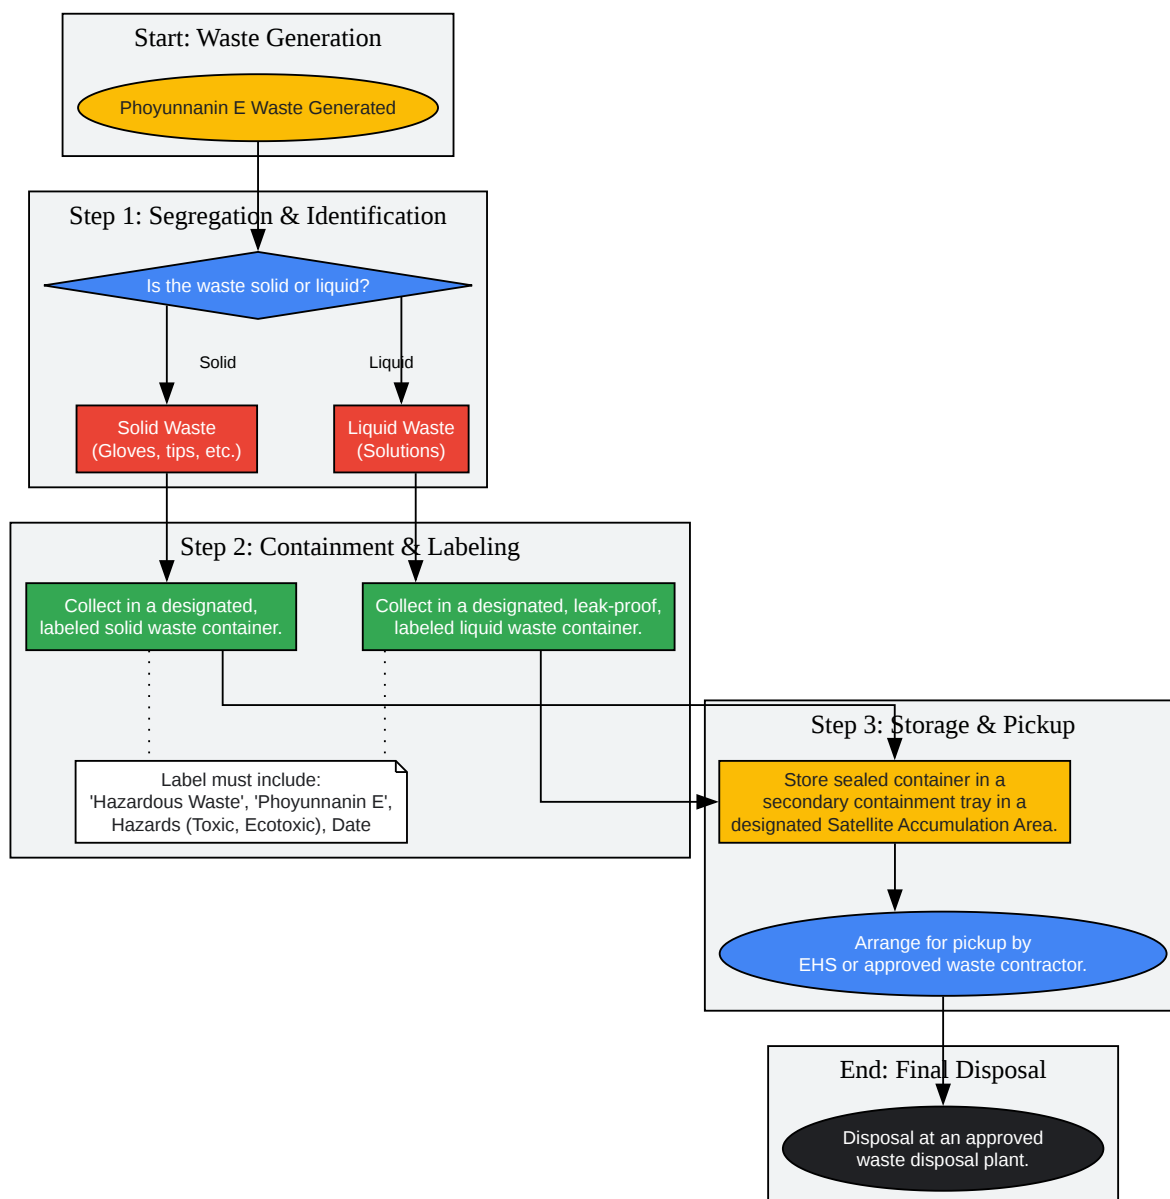 Start: Waste Generation
Phoyunnanin E Waste Generated
Step 1: Segregation & Identification
Is the waste solid or liquid?
Solid
Liquid
Solid Waste
(Gloves, tips, etc.)
Liquid Waste
(Solutions)
Step 2: Containment & Labeling
Collect in a designated,
labeled solid waste container.
Collect in a designated, leak-proof,
labeled liquid waste container.
Label must include:
'Hazardous Waste', 'Phoyunnanin E',
Hazards (Toxic, Ecotoxic), Date
Step 3: Storage & Pickup
Store sealed container in a
secondary containment tray in a
designated Satellite Accumulation Area.
Arrange for pickup by
EHS or approved waste contractor.
End: Final Disposal
Disposal at an approved
waste disposal plant.